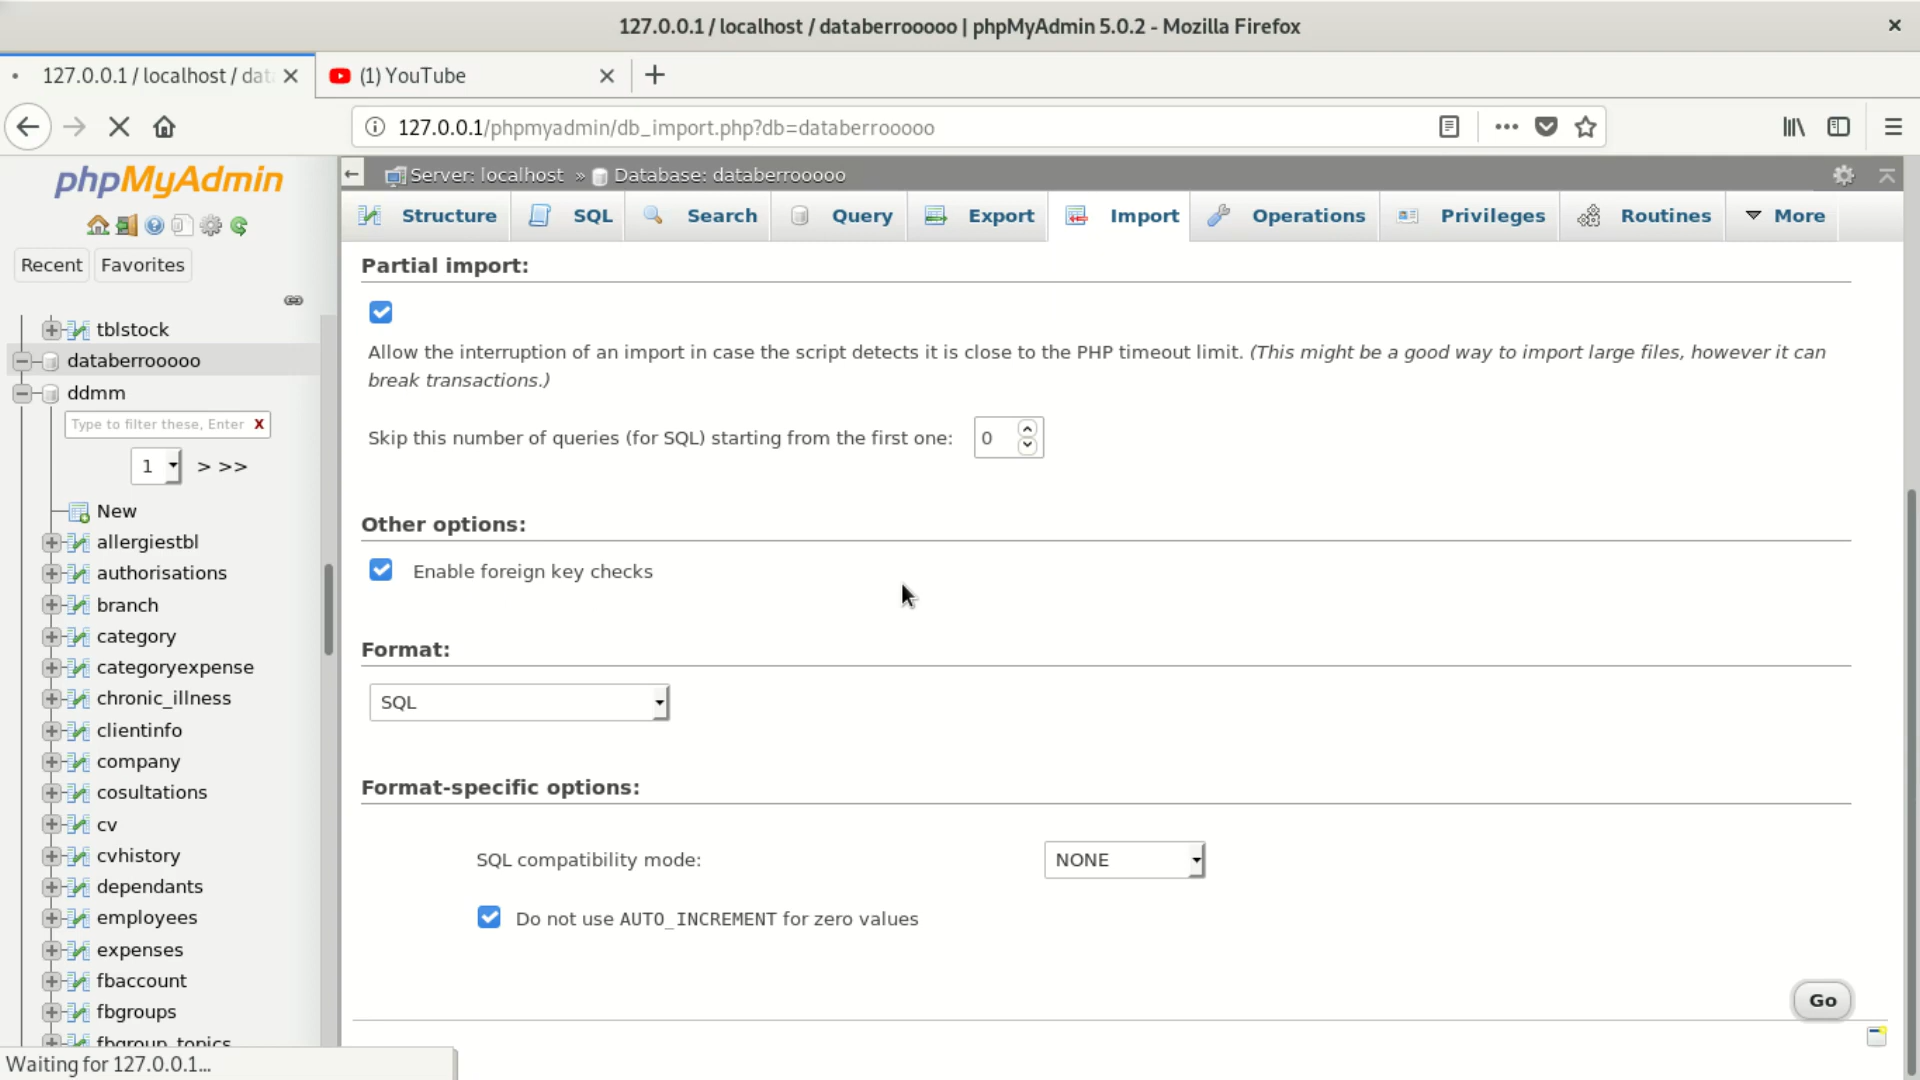 127.0.0.1 / localhost / databerrooooo | phpMyAdmin 5.0.2 - Mozilla Firefox
127.0.0.1 / localhost / data
(1) YouTube
127.0.0.1/phpmyadmin/db_import.php?db=databerrooooo
phpMyAdmin
Recent
Favorites
tblstock
databerrooooo
ddmm
Type to filter these, Enter
X
1
> >>
New
allergiestbl
authorisations
branch
category
categoryexpense
chronic_illness
clientinfo
company
cosultations
cv
cvhistory
dependants
employees
expenses
fbaccount
fbgroups
fbgroup_topics
Waiting for 127.0.0.1...
Server: localhost » Database: databerrooooo
Structure
SQL
Search
Query
Export
Import
Operations
Privileges
Routines
More
Partial import:
Allow the interruption of an import in case the script detects it is close to the PHP timeout limit. (This might be a good way to import large files, however it can
break transactions.)
Skip this number of queries (for SQL) starting from the first one: 0
Other options:
Enable foreign key checks
Format:
SQL
Format-specific options:
SQL compatibility mode: NONE
Do not use AUTO_INCREMENT for zero values
Go